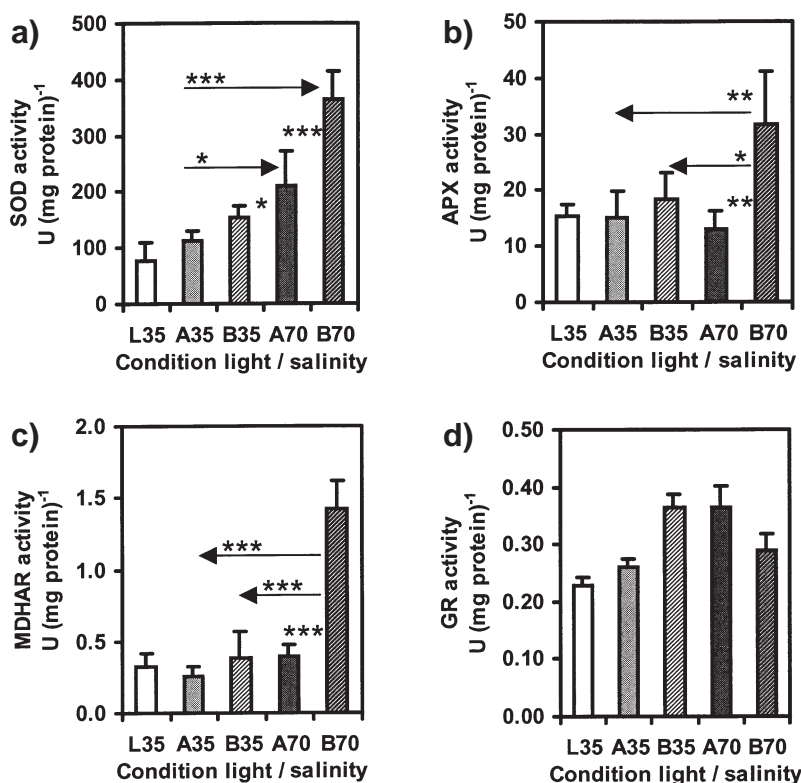 a)
SOD activity
U (mg protein)-1
500
400
300
200
100
0
***
*
***
*
L35 A35 B35 A70 B70
Condition light / salinity
b)
APX activity
U (mg protein)-1
50
40
30
20
10
0
**
*
**
L35 A35 B35 A70 B70
Condition light / salinity
c)
MDHAR activity
U (mg protein)-1
2.0
1.5
1.0
0.5
0.0
***
***
***
L35 A35 B35 A70 B70
Condition light / salinity
d)
GR activity
U (mg protein)-1
0.50
0.40
0.30
0.20
0.10
0.00
L35 A35 B35 A70 B70
Condition light / salinity